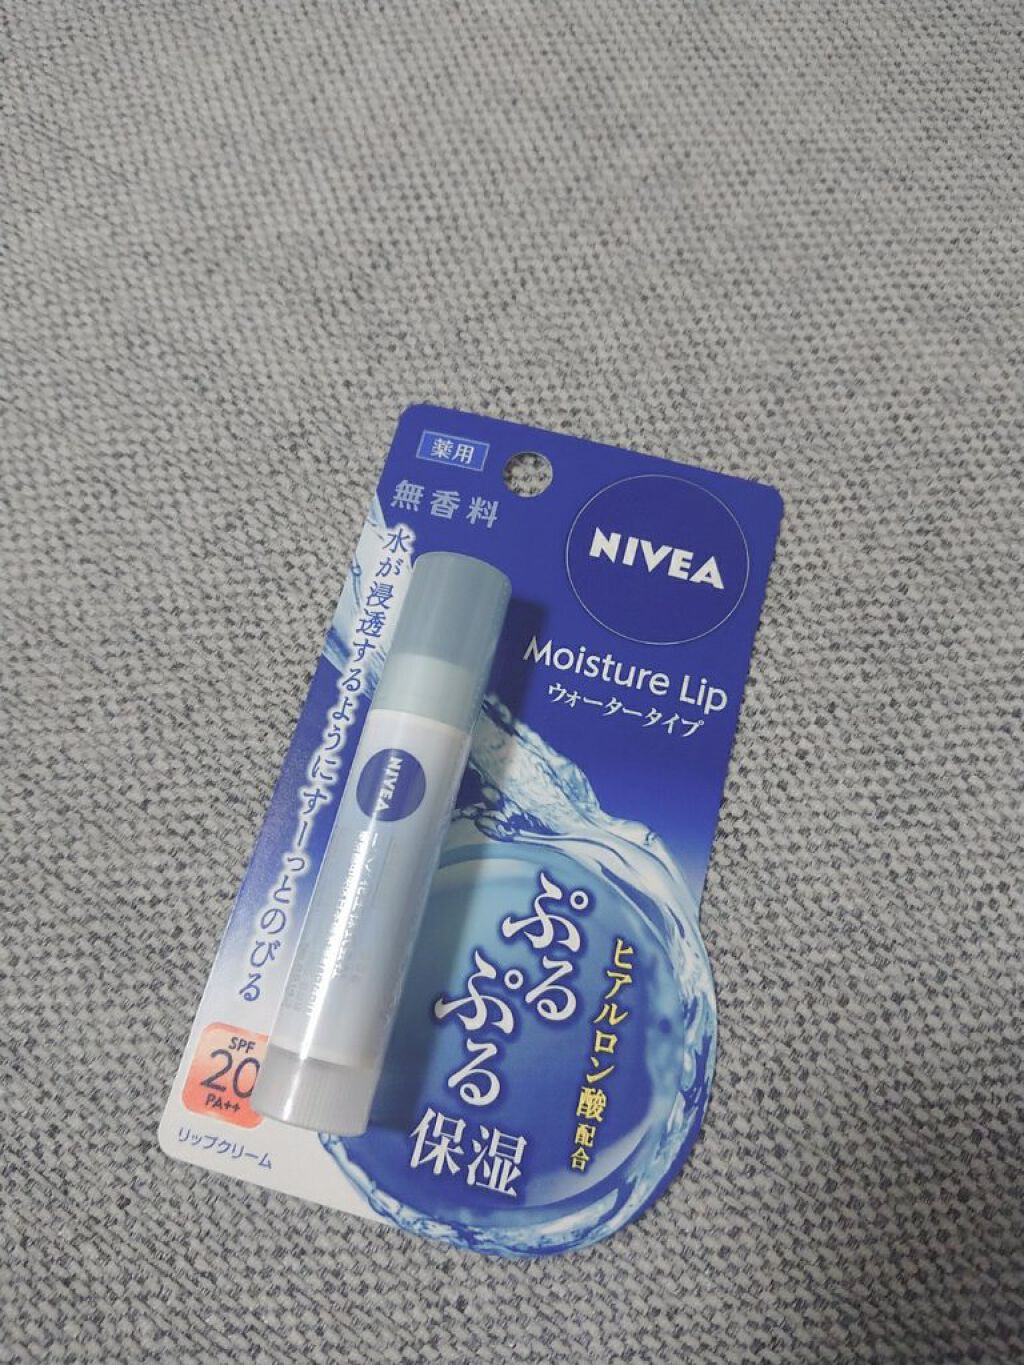 薬用
無香料
NIVEA
Moisture Lip
ウォータータイプ
水が浸透するようにすーっとのびる
NIVEA
ぷる
ぷる
保湿
ヒアルロン酸配合
SPF
20
PA++
リップクリーム